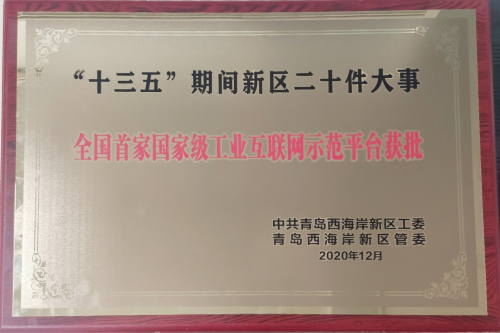 “十三五”期间新区二十件大事
全国首家国家级工业互联网示范平台获批
中共青岛西海岸新区工委
青岛西海岸新区管委
2020年12月